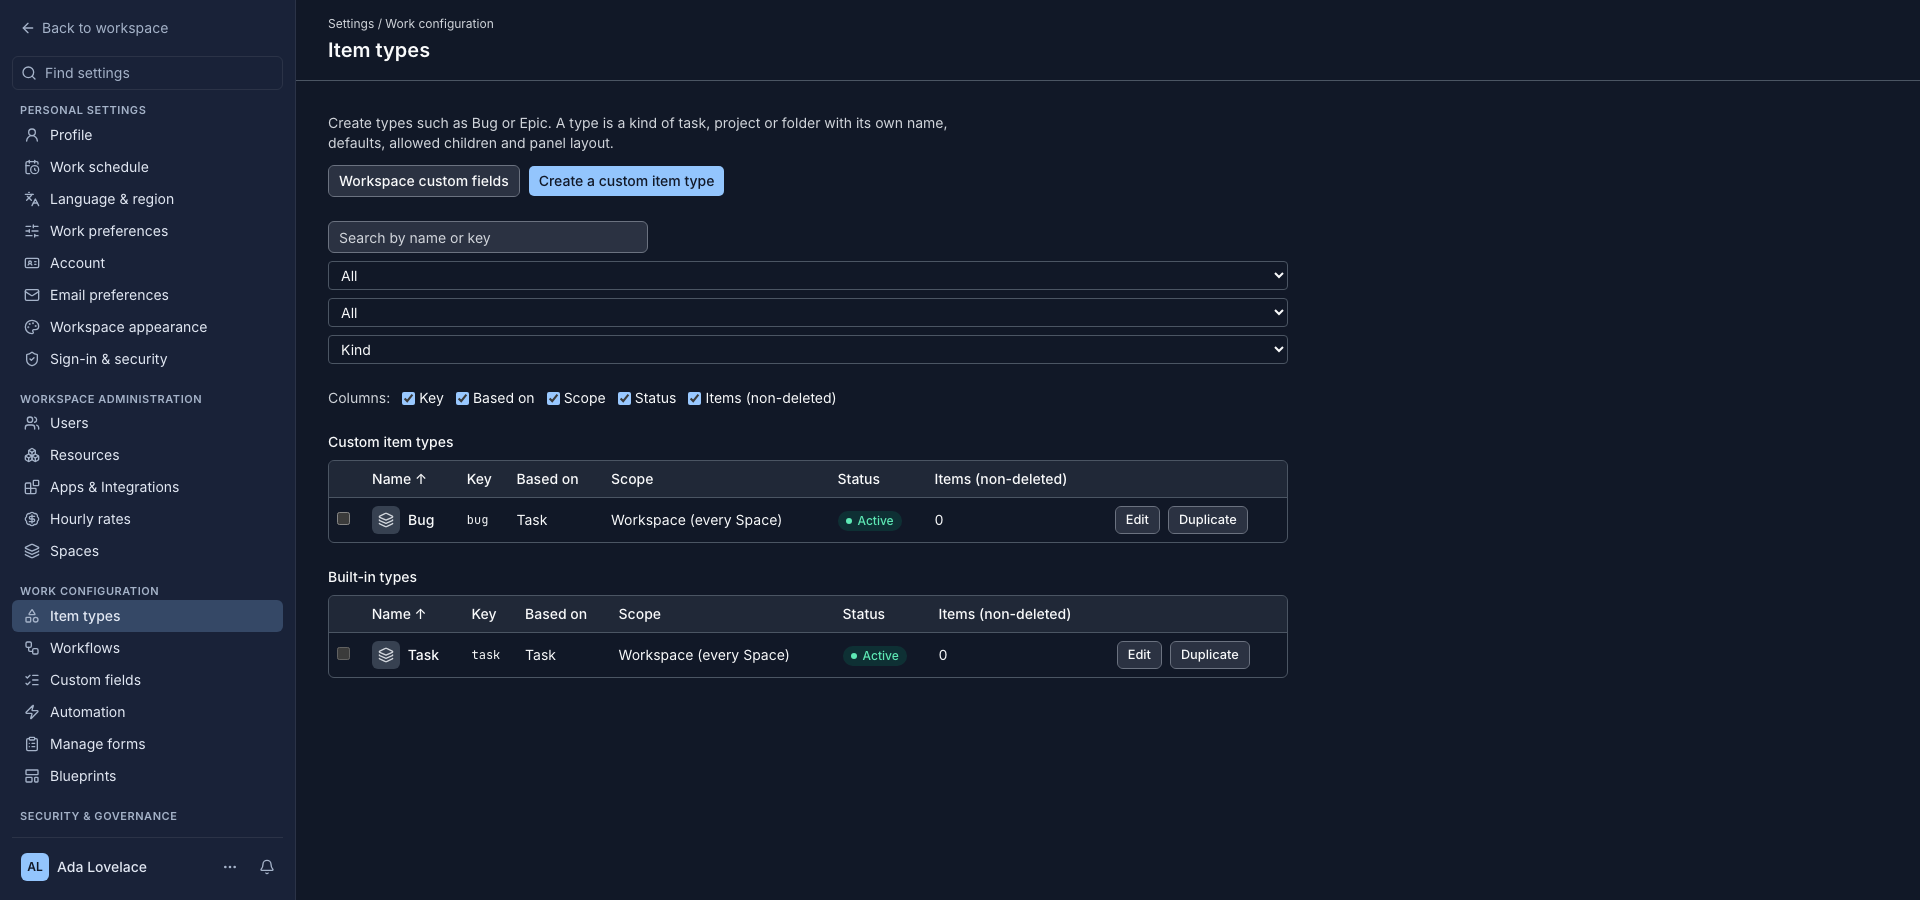 Back to workspace
Find settings
PERSONAL SETTINGS
Profile
Work schedule
Language & region
Work preferences
Account
Email preferences
Workspace appearance
Sign-in & security
WORKSPACE ADMINISTRATION
Users
Resources
Apps & Integrations
Hourly rates
Spaces
WORK CONFIGURATION
Item types
Workflows
Custom fields
Automation
Manage forms
Blueprints
SECURITY & GOVERNANCE
AL Ada Lovelace
Settings / Work configuration
Item types
Create types such as Bug or Epic. A type is a kind of task, project or folder with its own name,
defaults, allowed children and panel layout.
Workspace custom fields Create a custom item type
Search by name or key
All
All
Kind
Columns: Key Based on Scope Status Items (non-deleted)
Custom item types
Name ↑ Key Based on Scope Status Items (non-deleted)
Bug bug Task Workspace (every Space) Active 0 Edit Duplicate
Built-in types
Name ↑ Key Based on Scope Status Items (non-deleted)
Task task Task Workspace (every Space) Active 0 Edit Duplicate